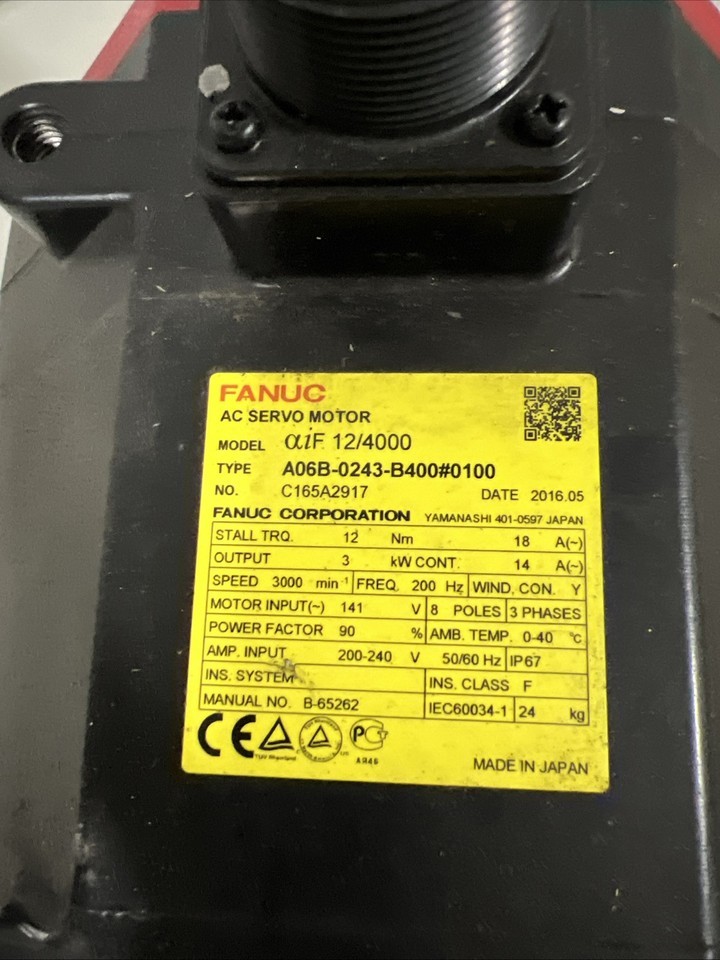 FANUC
AC SERVO MOTOR
MODEL αiF 12/4000
TYPE A06B-0243-B400#0100
NO. C165A2917 DATE 2016.05
FANUC CORPORATION YAMANASHI 401-0597 JAPAN
STALL TRQ. 12 Nm 18 A(~)
OUTPUT 3 kW CONT. 14 A(~)
SPEED 3000 min-1 FREQ. 200 Hz WIND. CON. Y
MOTOR INPUT(~) 141 V 8 POLES 3 PHASES
POWER FACTOR 90 % AMB. TEMP. 0-40 °C
AMP. INPUT 200-240 V 50/60 Hz IP67
INS. SYSTEM INS. CLASS F
MANUAL NO. B-65262 IEC60034-1 24 kg
CE TUV Rheinland PC
MADE IN JAPAN